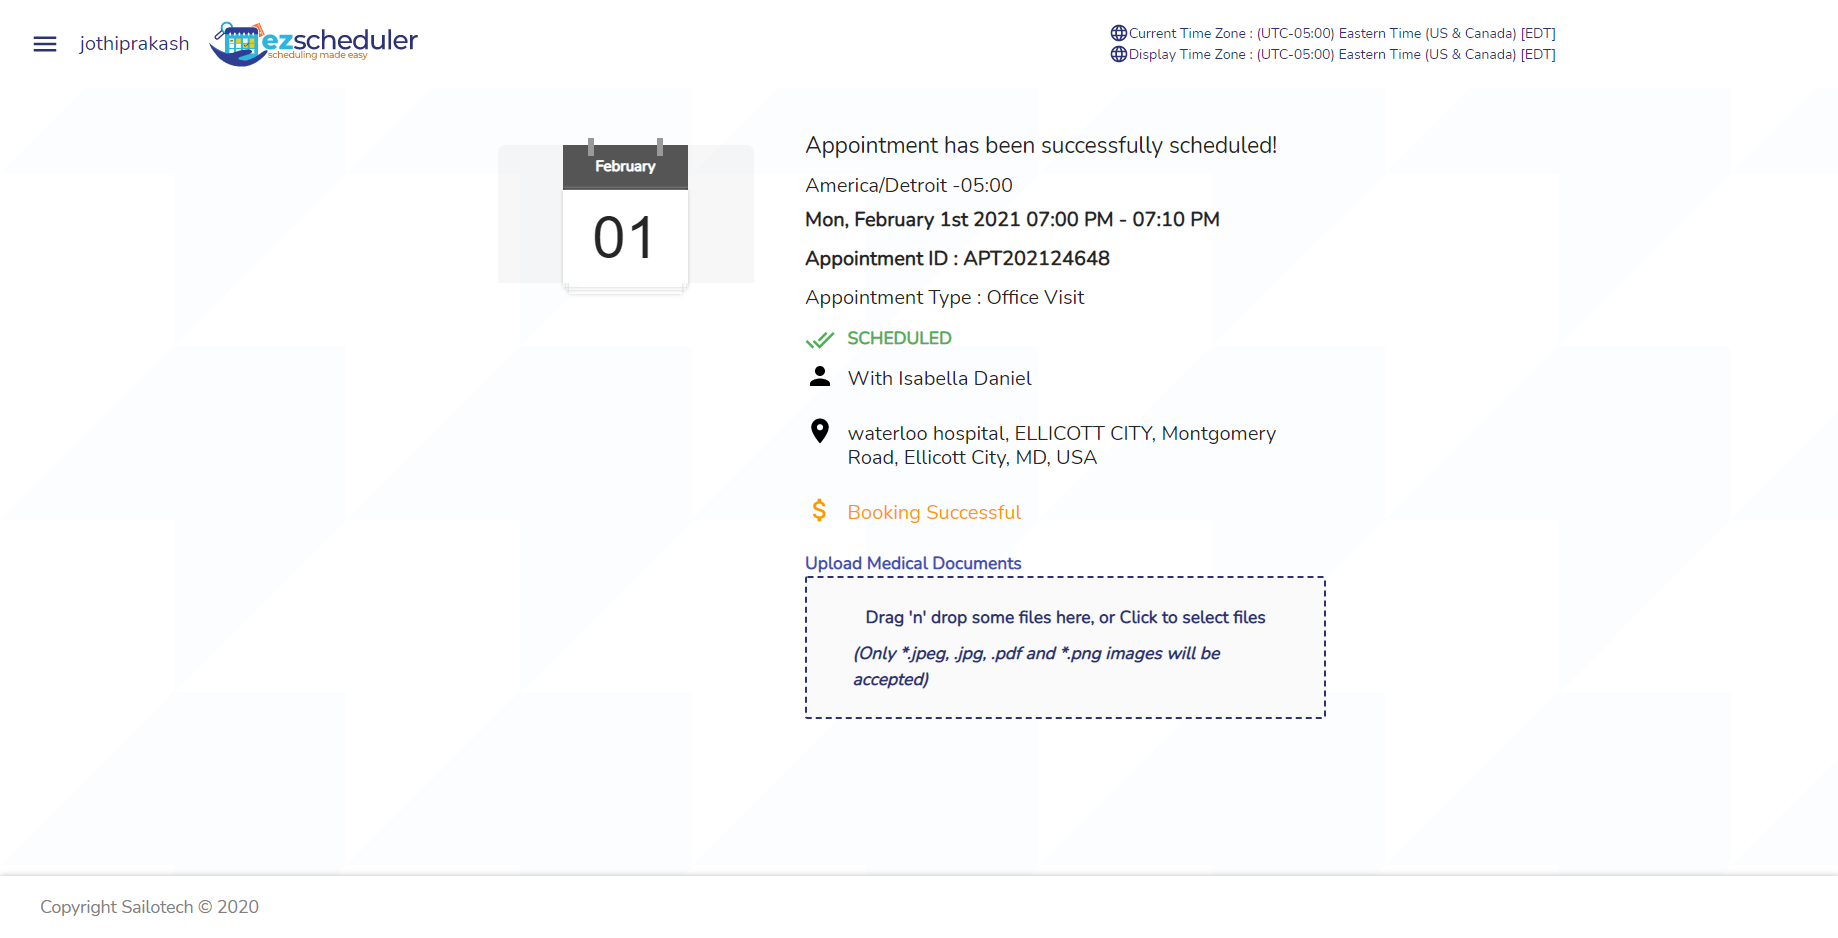 jothiprakash
ezscheduler
scheduling made easy
Current Time Zone : (UTC-05:00) Eastern Time (US & Canada) [EDT]
Display Time Zone : (UTC-05:00) Eastern Time (US & Canada) [EDT]
February
01
Appointment has been successfully scheduled!
America/Detroit -05:00
Mon, February 1st 2021 07:00 PM - 07:10 PM
Appointment ID : APT202124648
Appointment Type : Office Visit
SCHEDULED
With Isabella Daniel
waterloo hospital, ELLICOTT CITY, Montgomery
Road, Ellicott City, MD, USA
$ Booking Successful
Upload Medical Documents
Drag 'n' drop some files here, or Click to select files
(Only *.jpeg, .jpg, .pdf and *.png images will be
accepted)
Copyright Sailotech © 2020